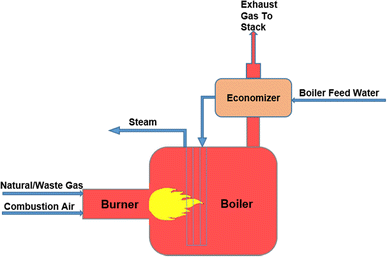 Exhaust
Gas To
Stack
Economizer
Boiler Feed Water
Steam
Natural/Waste Gas
Combustion Air
Burner
Boiler